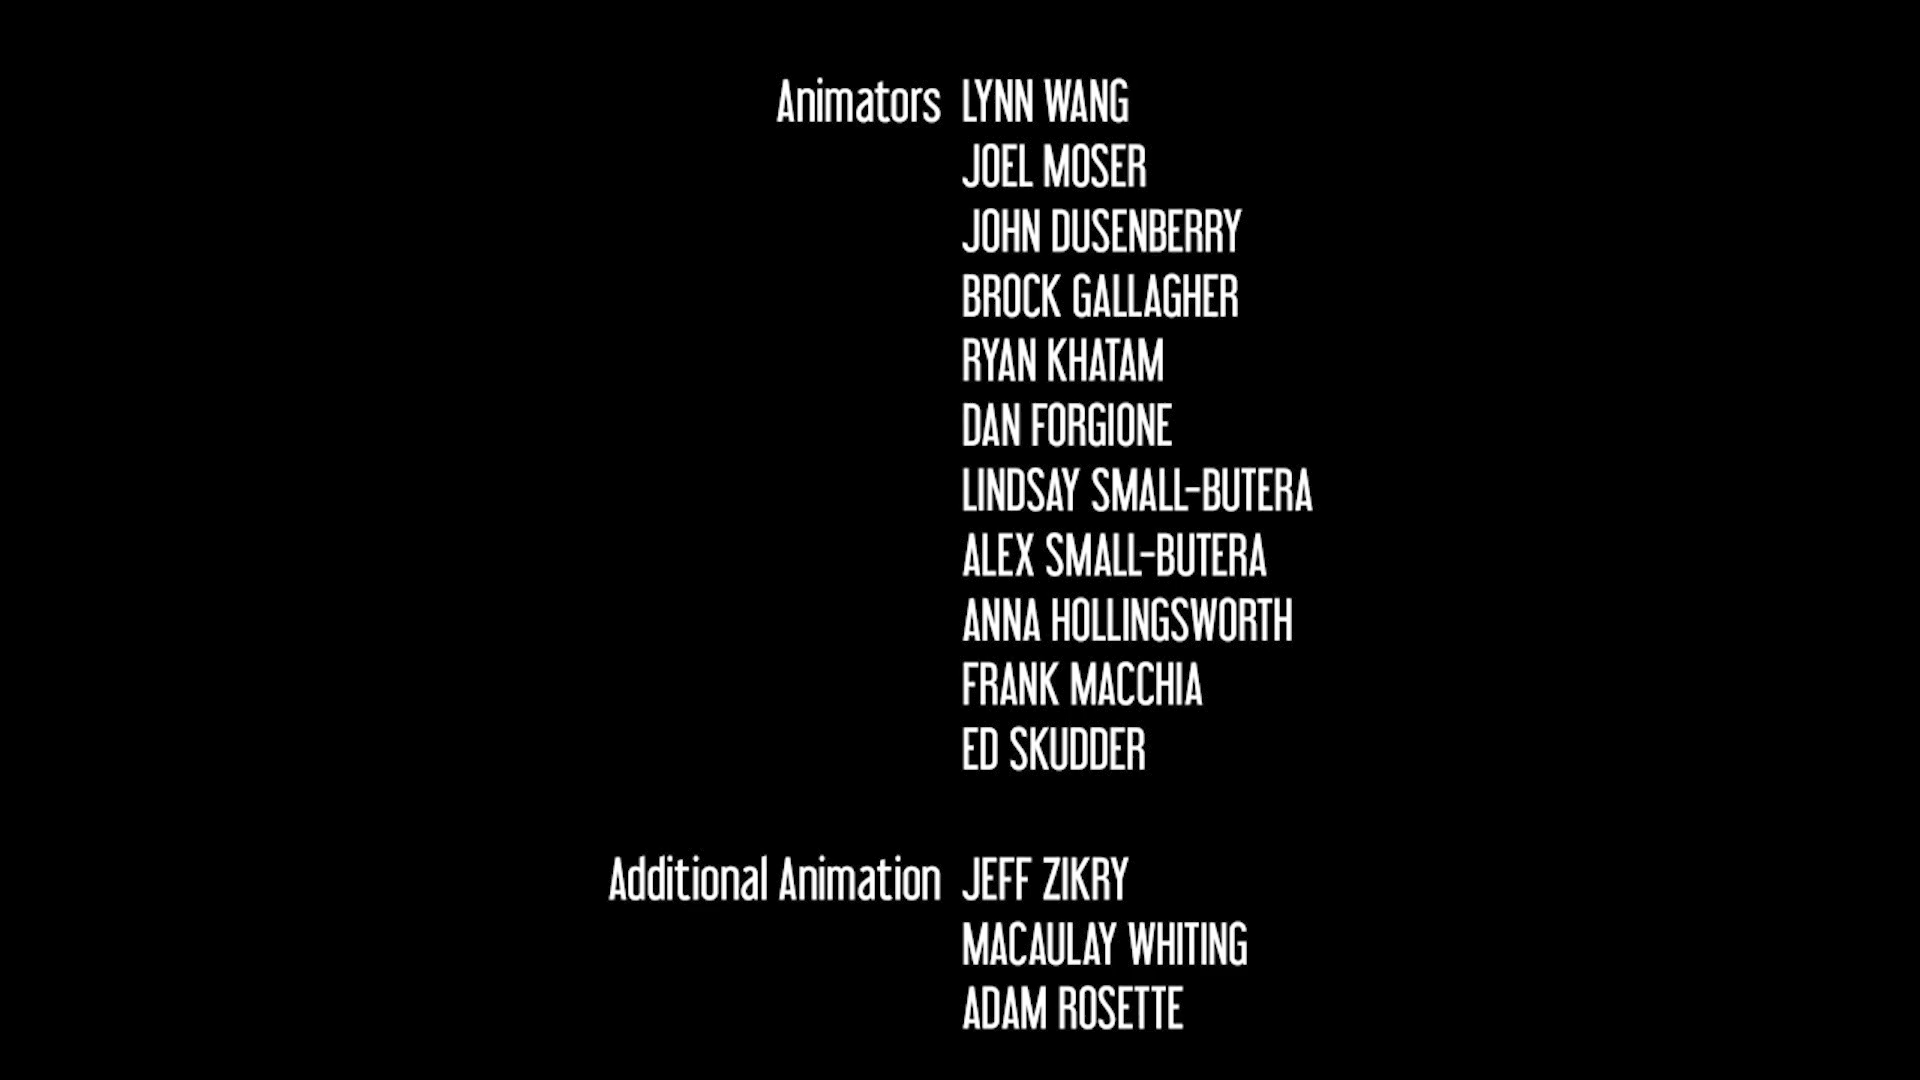 Animators LYNN WANG
JOEL MOSER
JOHN DUSENBERRY
BROCK GALLAGHER
RYAN KHATAM
DAN FORGIONE
LINDSAY SMALL-BUTERA
ALEX SMALL-BUTERA
ANNA HOLLINGSWORTH
FRANK MACCHIA
ED SKUDDER
Additional Animation JEFF ZIKRY
MACAULAY WHITING
ADAM ROSETTE